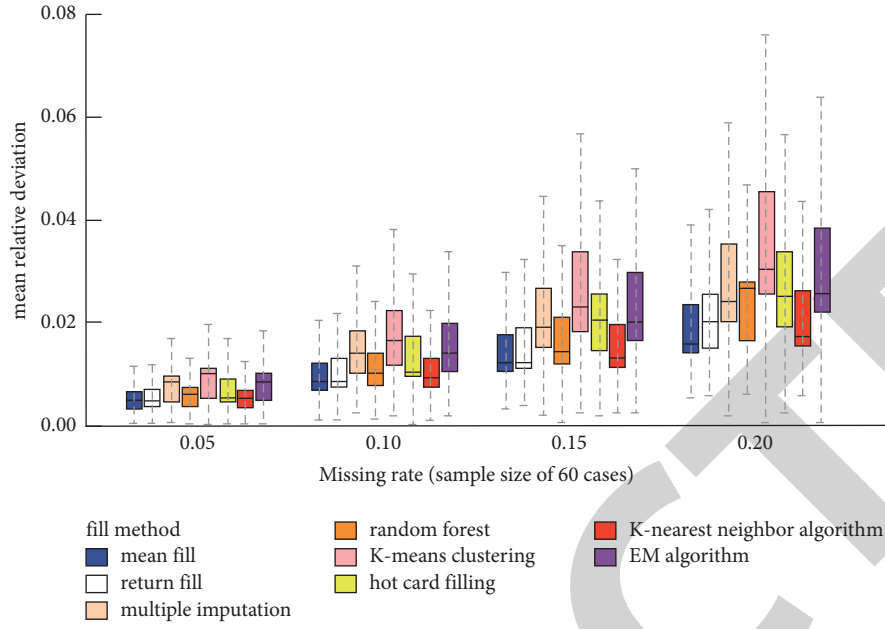 0.08
0.06
0.04
0.02
0.00
mean relative deviation
0.05 0.10 0.15 0.20
Missing rate (sample size of 60 cases)
fill method
mean fill
return fill
multiple imputation
random forest
K-means clustering
hot card filling
K-nearest neighbor algorithm
EM algorithm